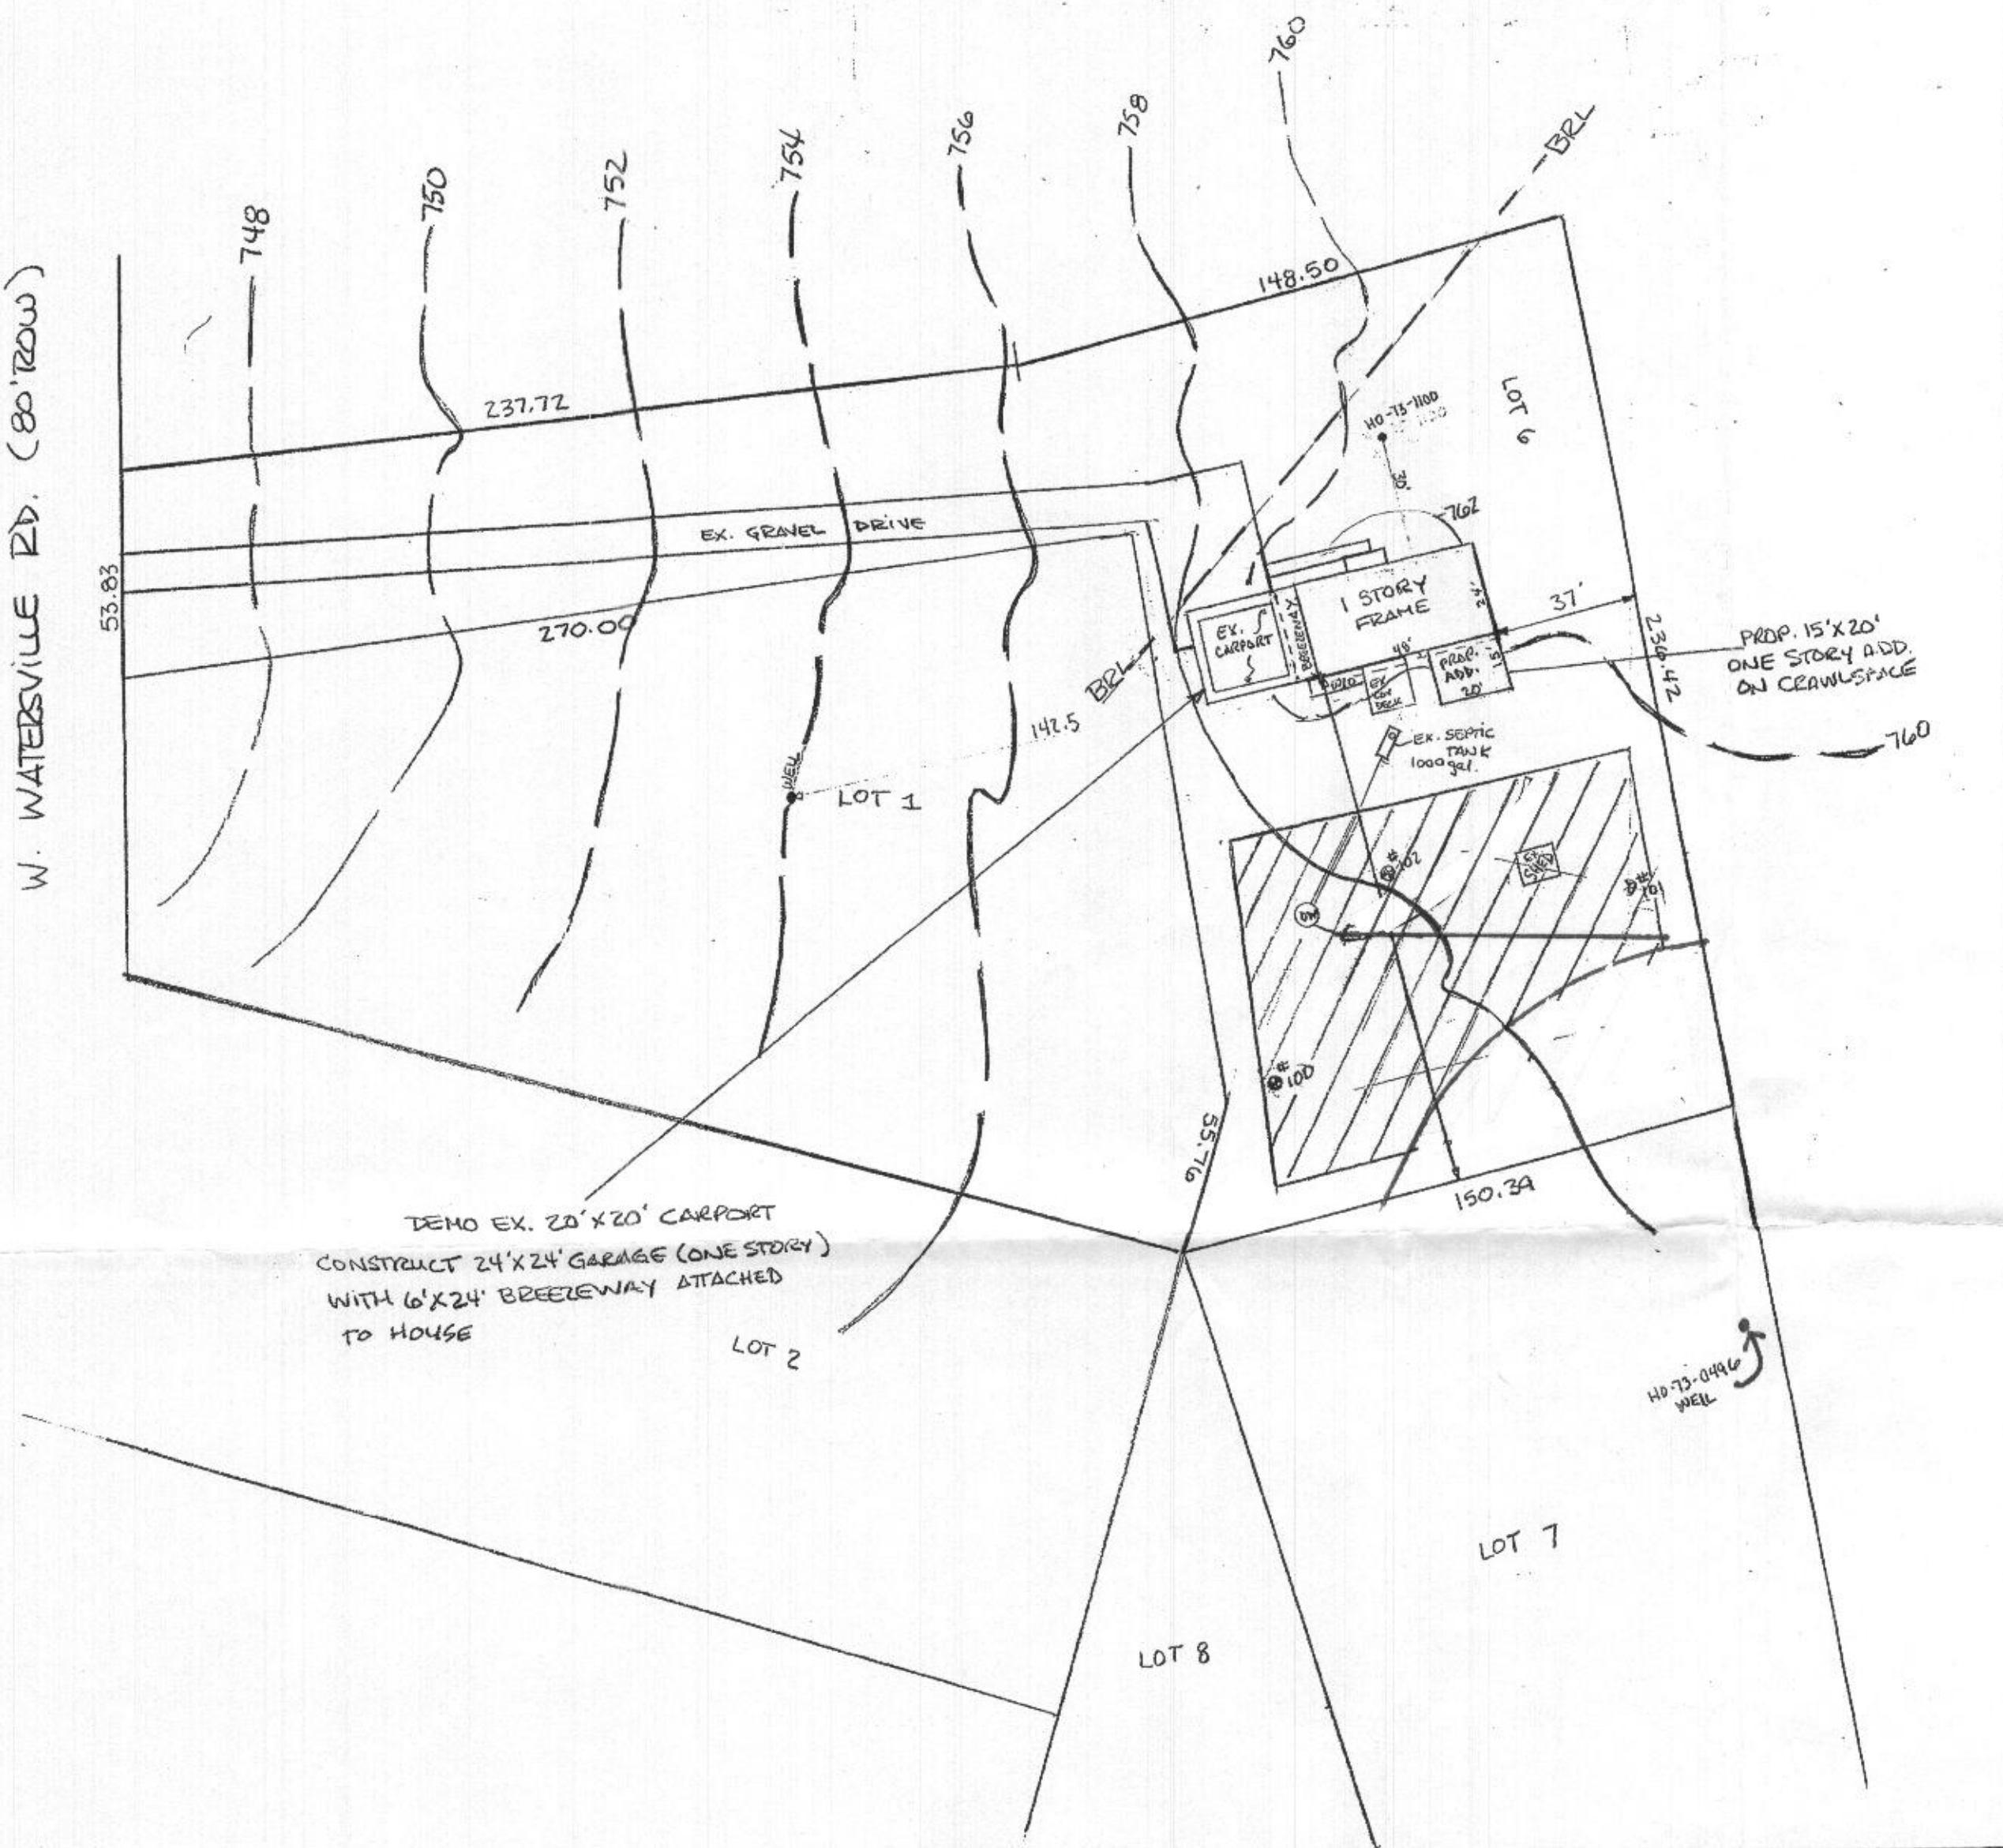 760
758
756
754
752
750
748
BRL
W. WATERSVILLE RD. (80' ROW)
148.50
237.72
LOT 6
HO-73-1100
30'
762
EX. GRAVEL DRIVE
53.83
270.00
1 STORY
FRAME
24'
48'
37'
EX.
CARPORT
BREEZEWAY
PROP.
ADD.
20'
15'
EX
COV
DECK
236.42
PROP. 15'X20'
ONE STORY ADD.
ON CRAWLSPACE
BRL
142.5
760
EX. SEPTIC
TANK
1000 gal.
WELL
LOT 1
#102
EX
SHED
#101
#100
55.76
150.39
DEMO EX. 20'X20' CARPORT
CONSTRUCT 24'X24' GARAGE (ONE STORY)
WITH 6'X24' BREEZEWAY ATTACHED
TO HOUSE
LOT 2
HO-73-0496
WELL
LOT 7
LOT 8